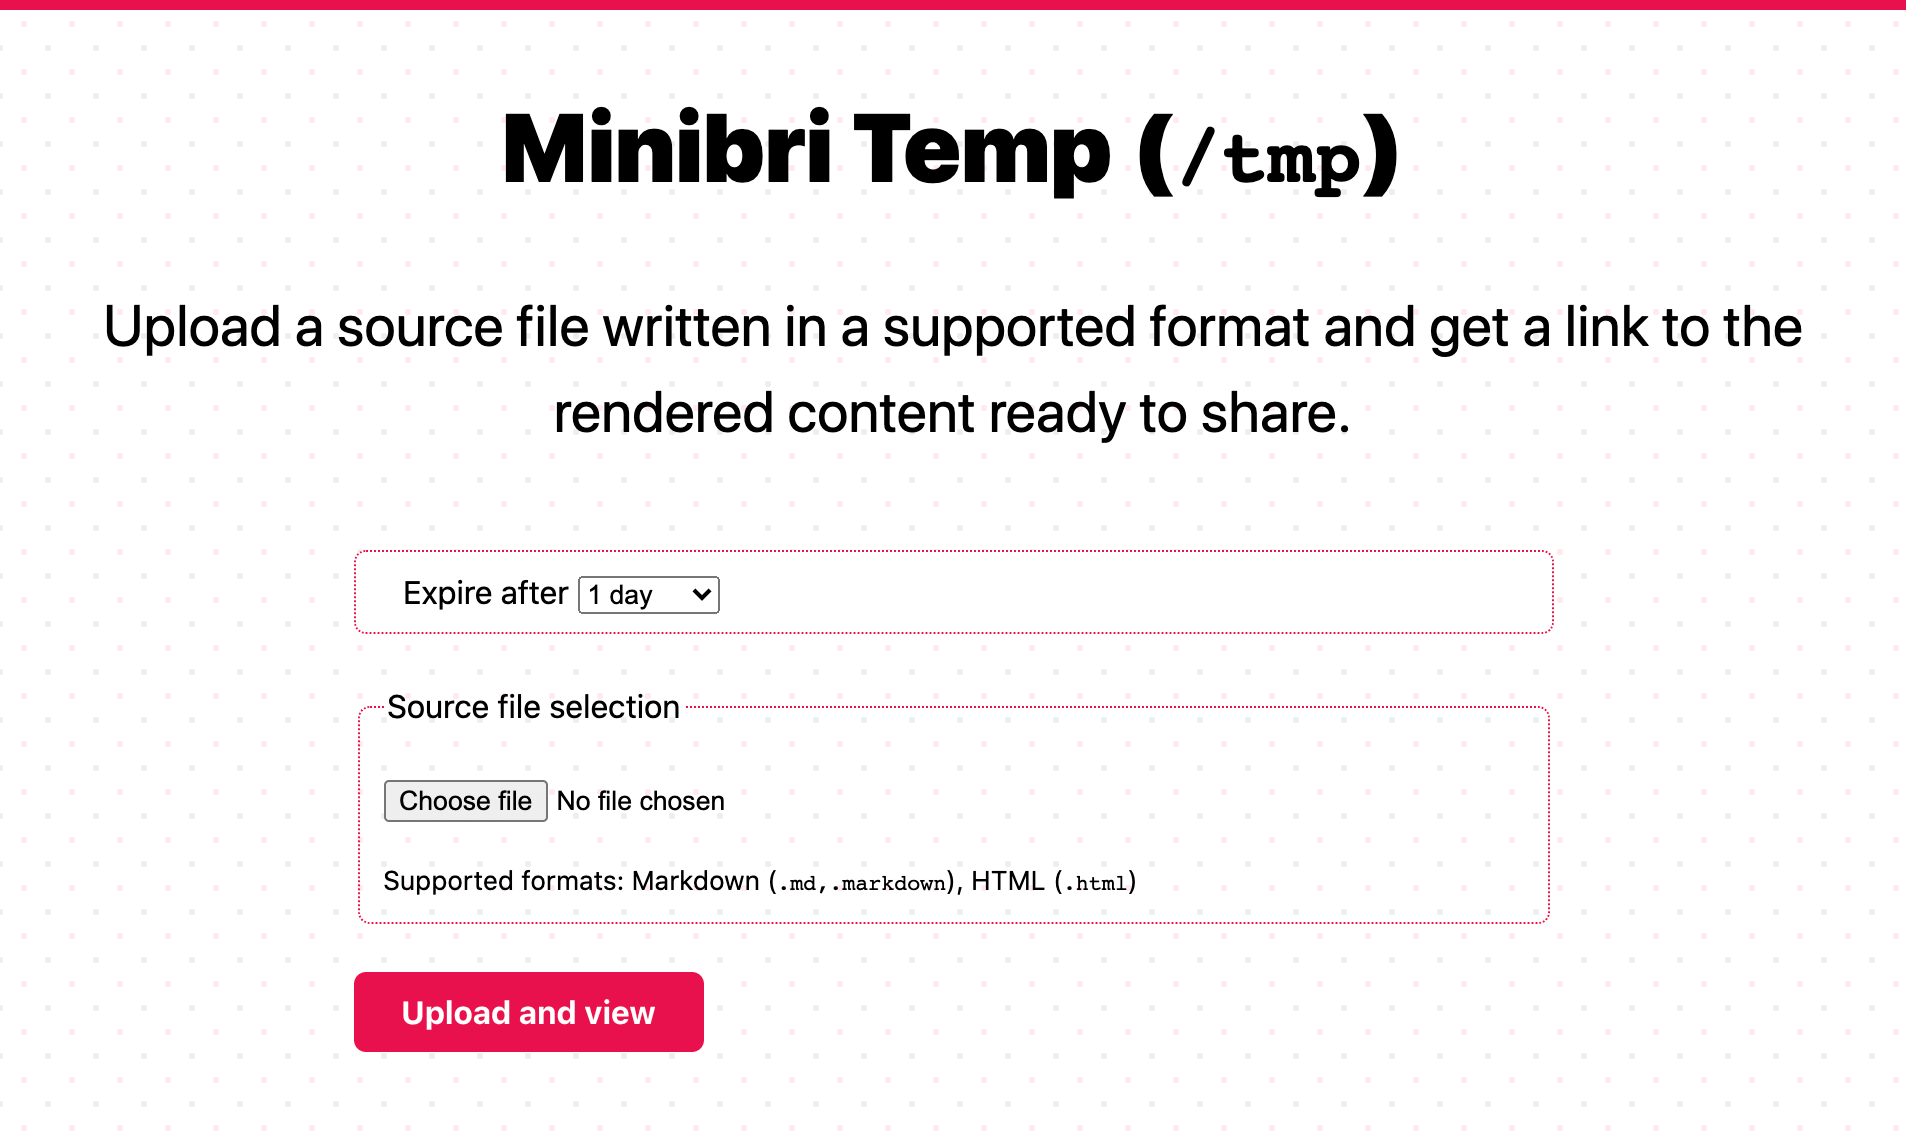 Minibri Temp (/tmp)
Upload a source file written in a supported format and get a link to the
rendered content ready to share.
Expire after 1 day
Source file selection
Choose file No file chosen
Supported formats: Markdown (.md,.markdown), HTML (.html)
Upload and view